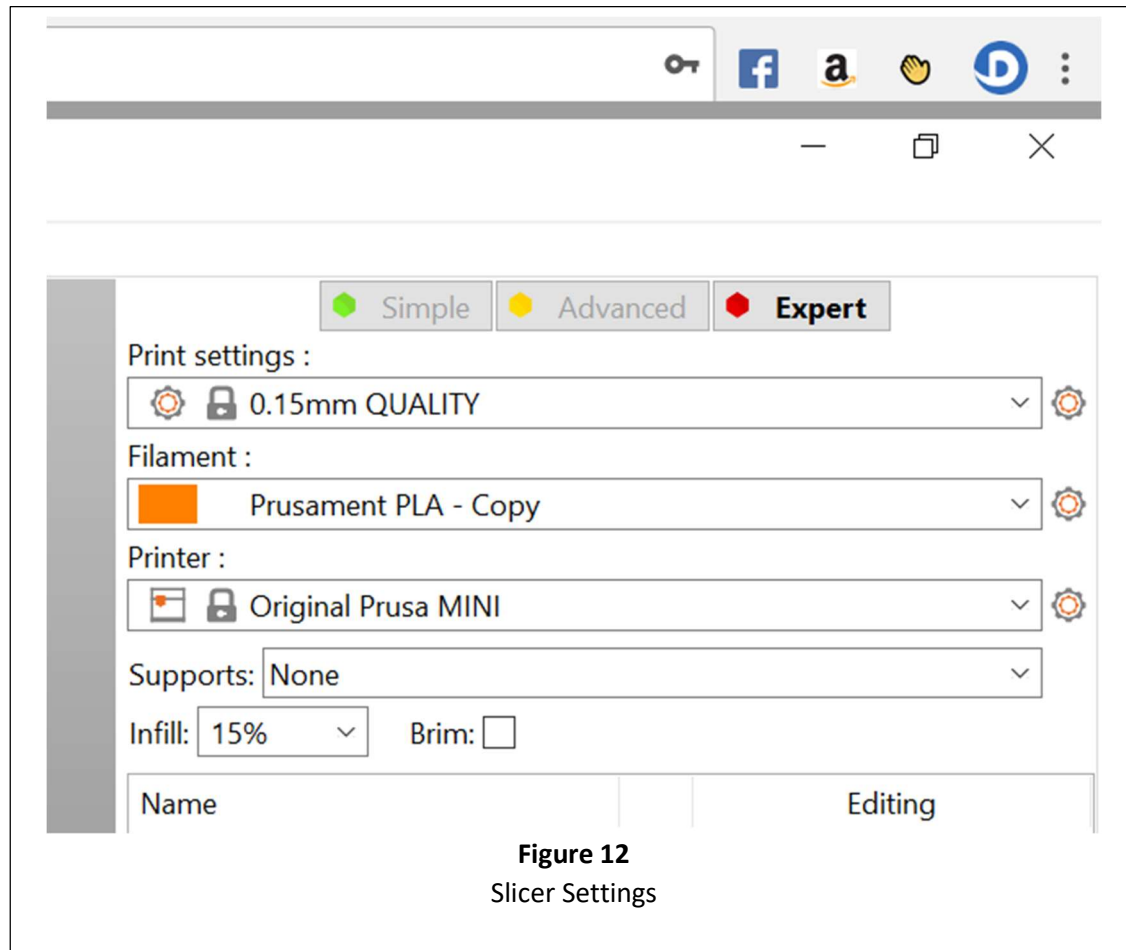 f a D
Simple Advanced Expert
Print settings :
0.15mm QUALITY
Filament :
Prusament PLA - Copy
Printer :
Original Prusa MINI
Supports: None
Infill: 15% Brim:
Name Editing
Figure 12
Slicer Settings